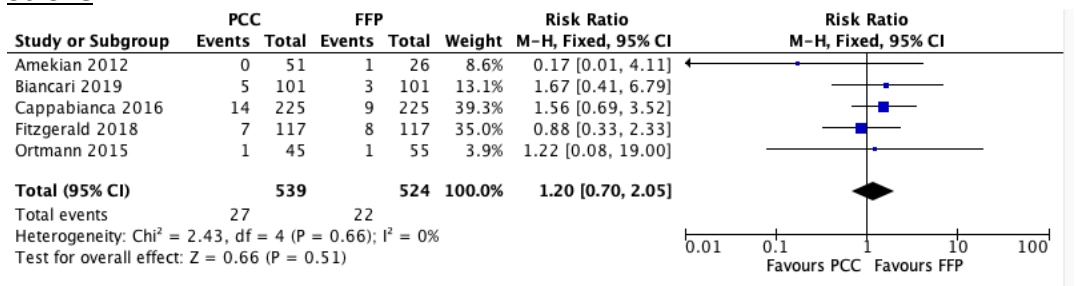 PCC FFP Risk Ratio Risk Ratio
Study or Subgroup Events Total Events Total Weight M-H, Fixed, 95% CI M-H, Fixed, 95% CI
Amekian 2012 0 51 1 26 8.6% 0.17 [0.01, 4.11]
Biancari 2019 5 101 3 101 13.1% 1.67 [0.41, 6.79]
Cappabianca 2016 14 225 9 225 39.3% 1.56 [0.69, 3.52]
Fitzgerald 2018 7 117 8 117 35.0% 0.88 [0.33, 2.33]
Ortmann 2015 1 45 1 55 3.9% 1.22 [0.08, 19.00]
Total (95% CI) 539 524 100.0% 1.20 [0.70, 2.05]
Total events 27 22
Heterogeneity: Chi² = 2.43, df = 4 (P = 0.66); I² = 0%
Test for overall effect: Z = 0.66 (P = 0.51)
0.01 0.1 1 10 100
Favours PCC Favours FFP